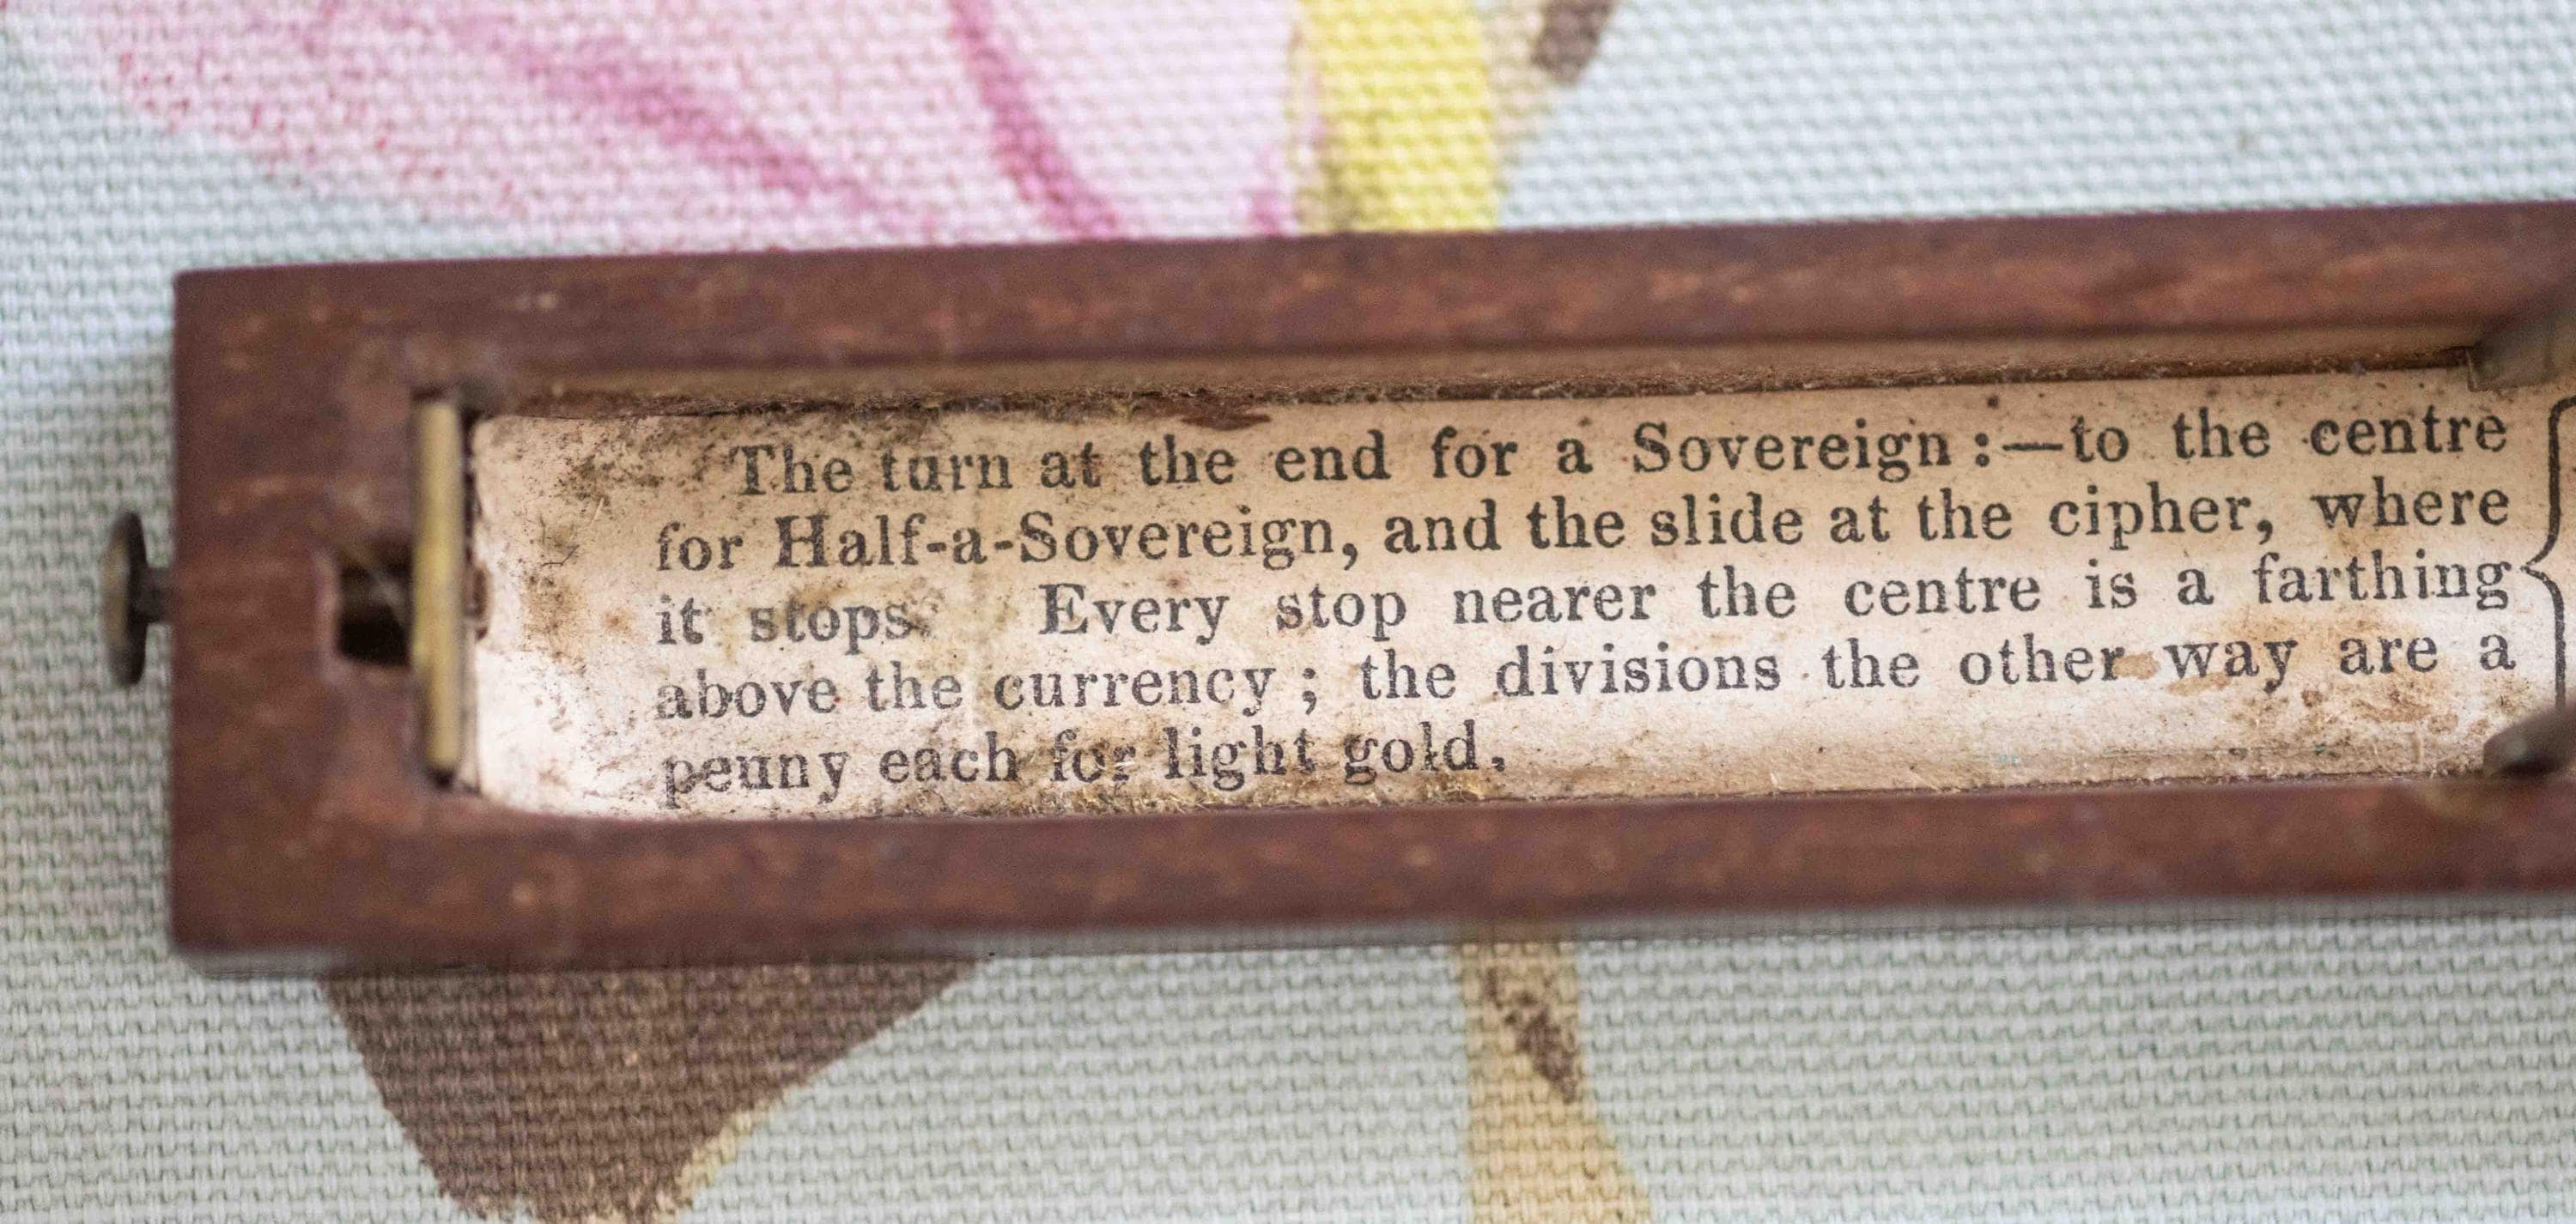 The turn at the end for a Sovereign :—to the centre
for Half-a-Sovereign, and the slide at the cipher, where
it stops. Every stop nearer the centre is a farthing
above the currency ; the divisions the other way are a
penny each for light gold.